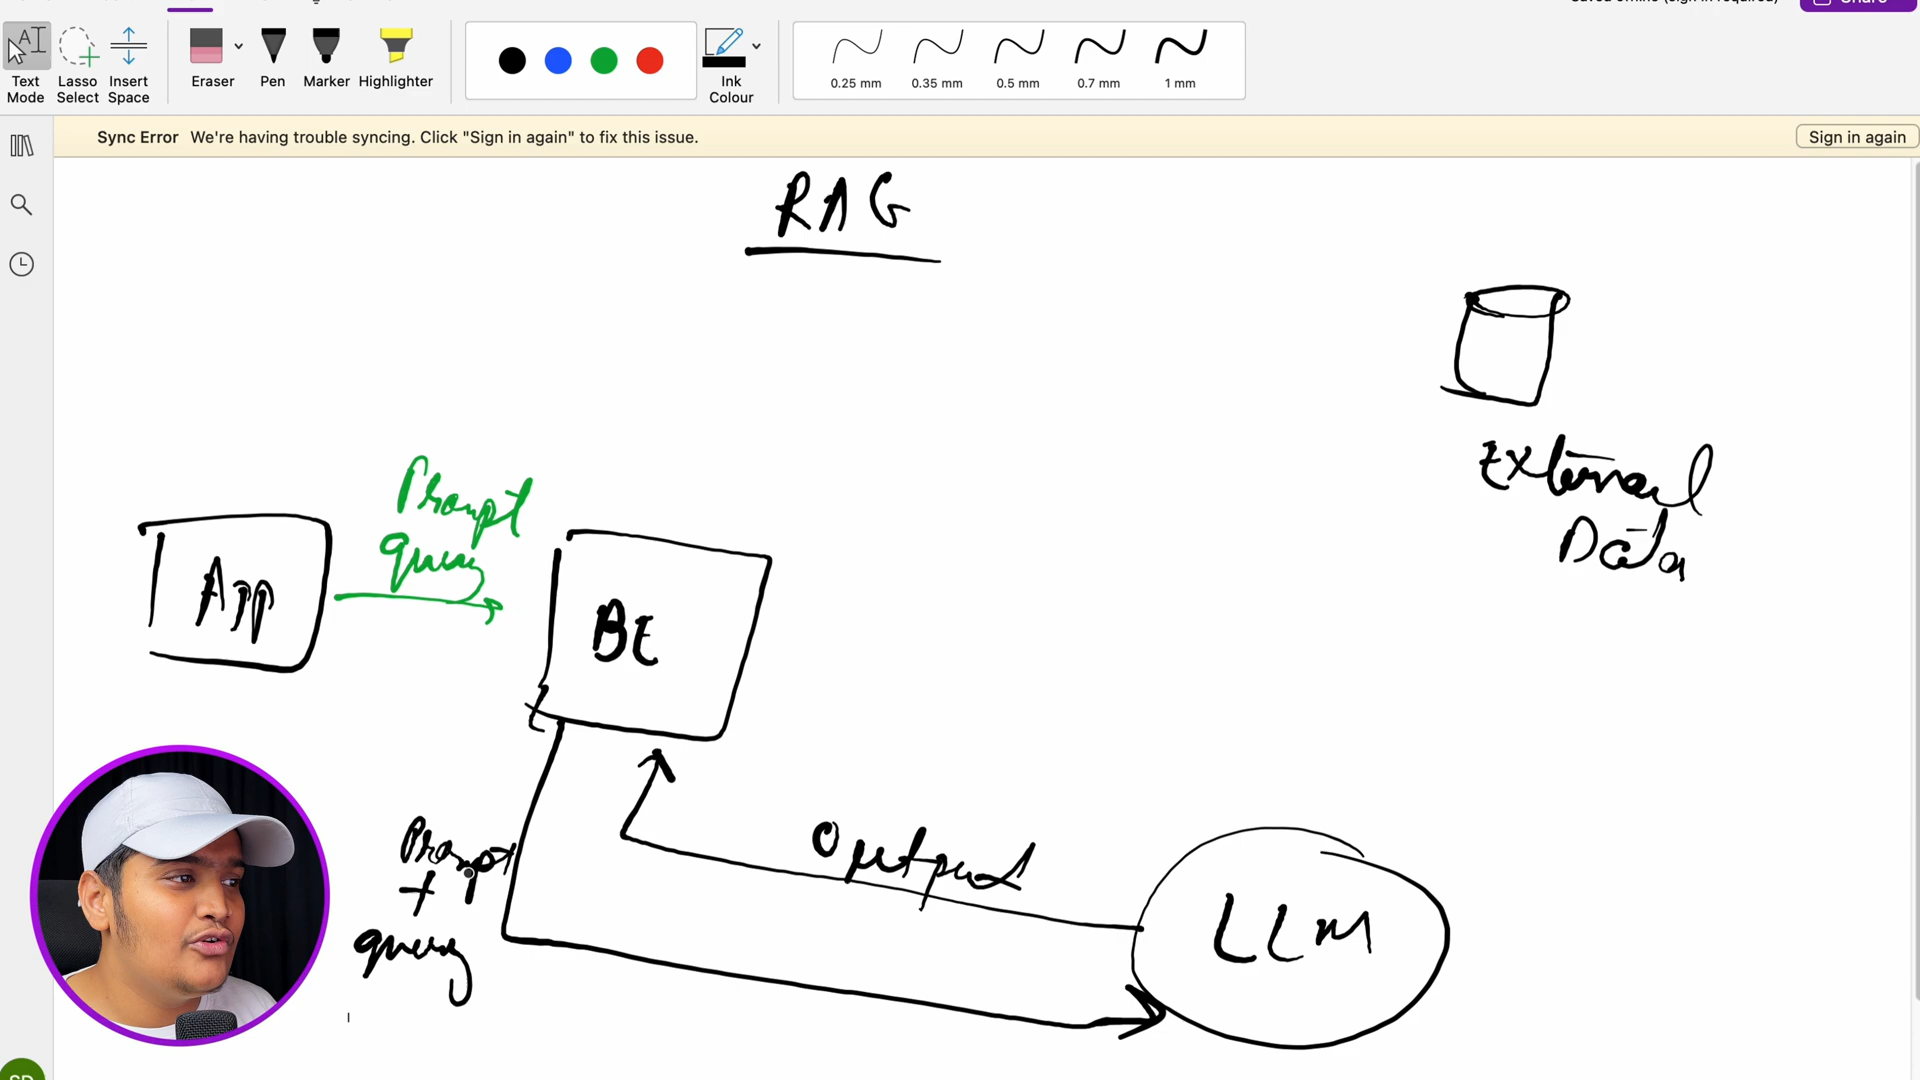 Text Mode
Lasso Select
Insert Space
Eraser
Pen
Marker
Highlighter
Ink Colour
0.25 mm
0.35 mm
0.5 mm
0.7 mm
1 mm
Sync Error We're having trouble syncing. Click "Sign in again" to fix this issue.
Sign in again
RAG
External
Data
Prompt
query
App
BE
Prompt
+
query
Output
LLM